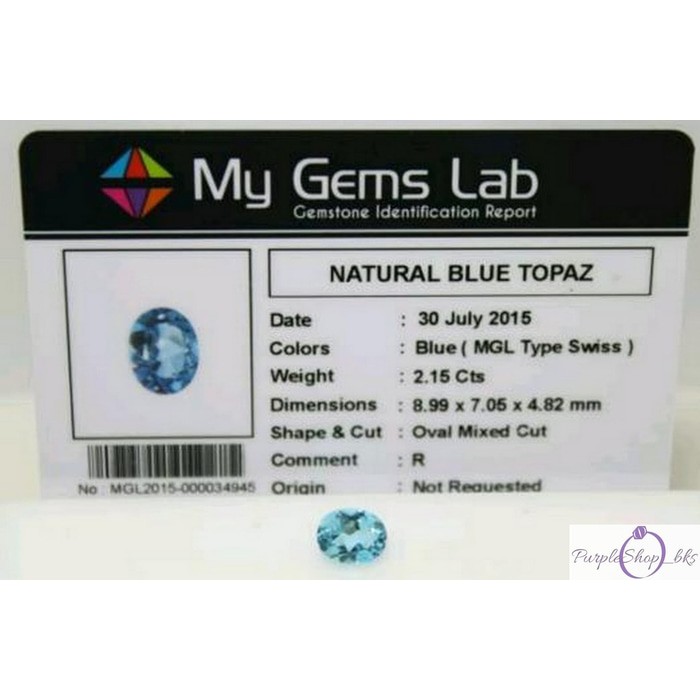 My Gems Lab
Gemstone Identification Report
NATURAL BLUE TOPAZ
Date : 30 July 2015
Colors : Blue ( MGL Type Swiss )
Weight : 2.15 Cts
Dimensions : 8.99 x 7.05 x 4.82 mm
Shape & Cut : Oval Mixed Cut
Comment : R
No : MGL2015-000034945
Origin : Not Requested
PurpleShop_bks